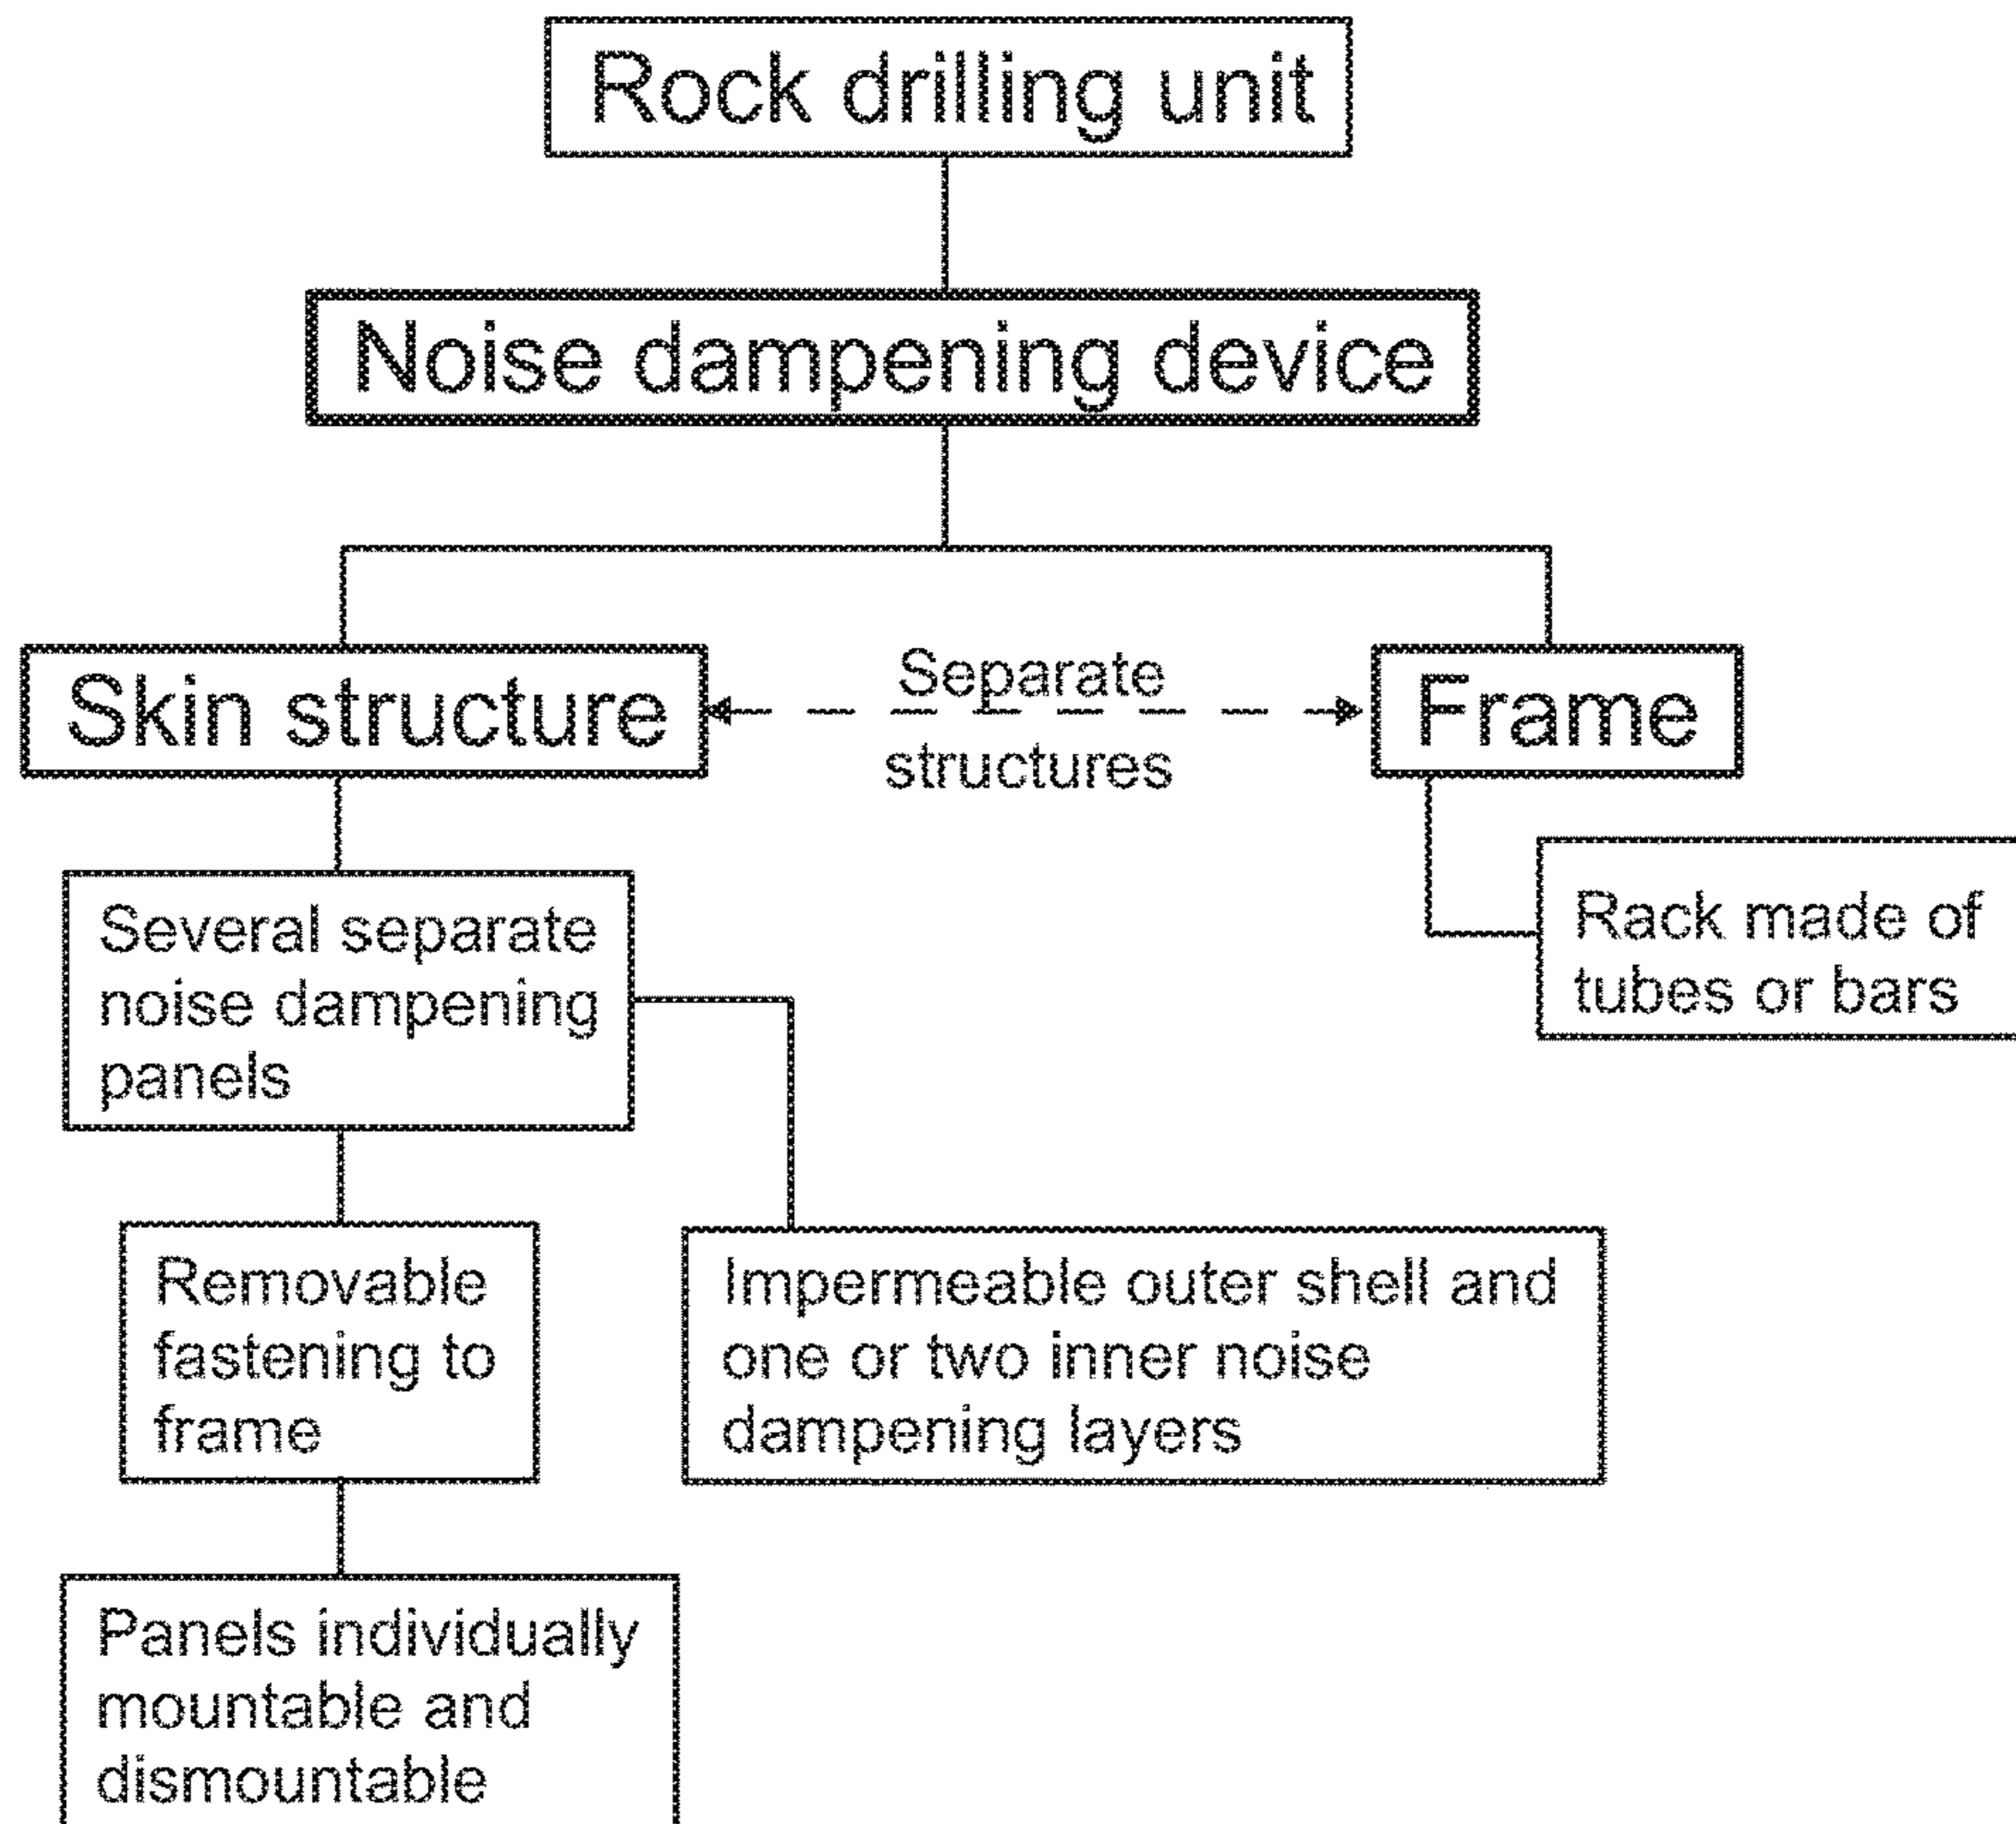 Rock drilling unit
Noise dampening device
Skin structure
Separate
structures
Frame
Several separate
noise dampening
panels
Rack made of
tubes or bars
Removable
fastening to
frame
Impermeable outer shell and
one or two inner noise
dampening layers
Panels individually
mountable and
dismountable